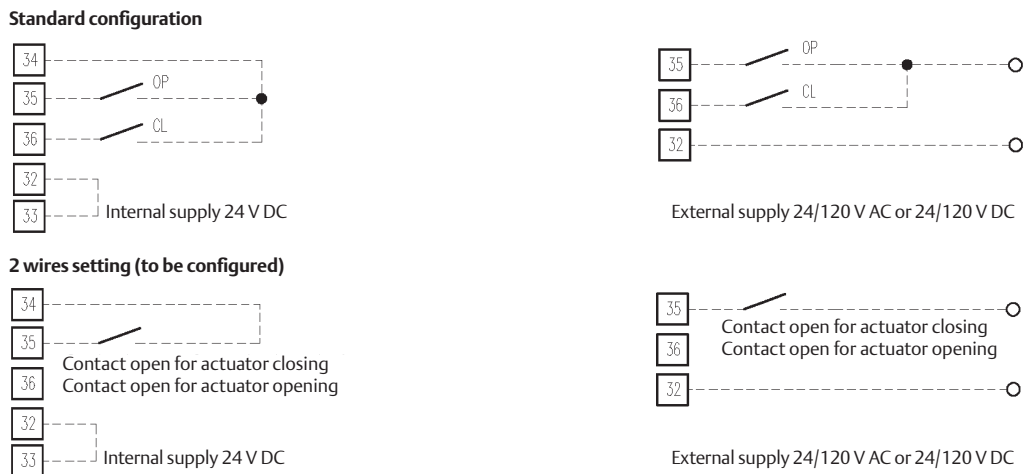 Standard configuration
34
35 OP
36 CL
32
33 Internal supply 24 V DC
35 OP
36 CL
32
External supply 24/120 V AC or 24/120 V DC
2 wires setting (to be configured)
34
35
Contact open for actuator closing
36 Contact open for actuator opening
32
33 Internal supply 24 V DC
35
Contact open for actuator closing
36 Contact open for actuator opening
32
External supply 24/120 V AC or 24/120 V DC